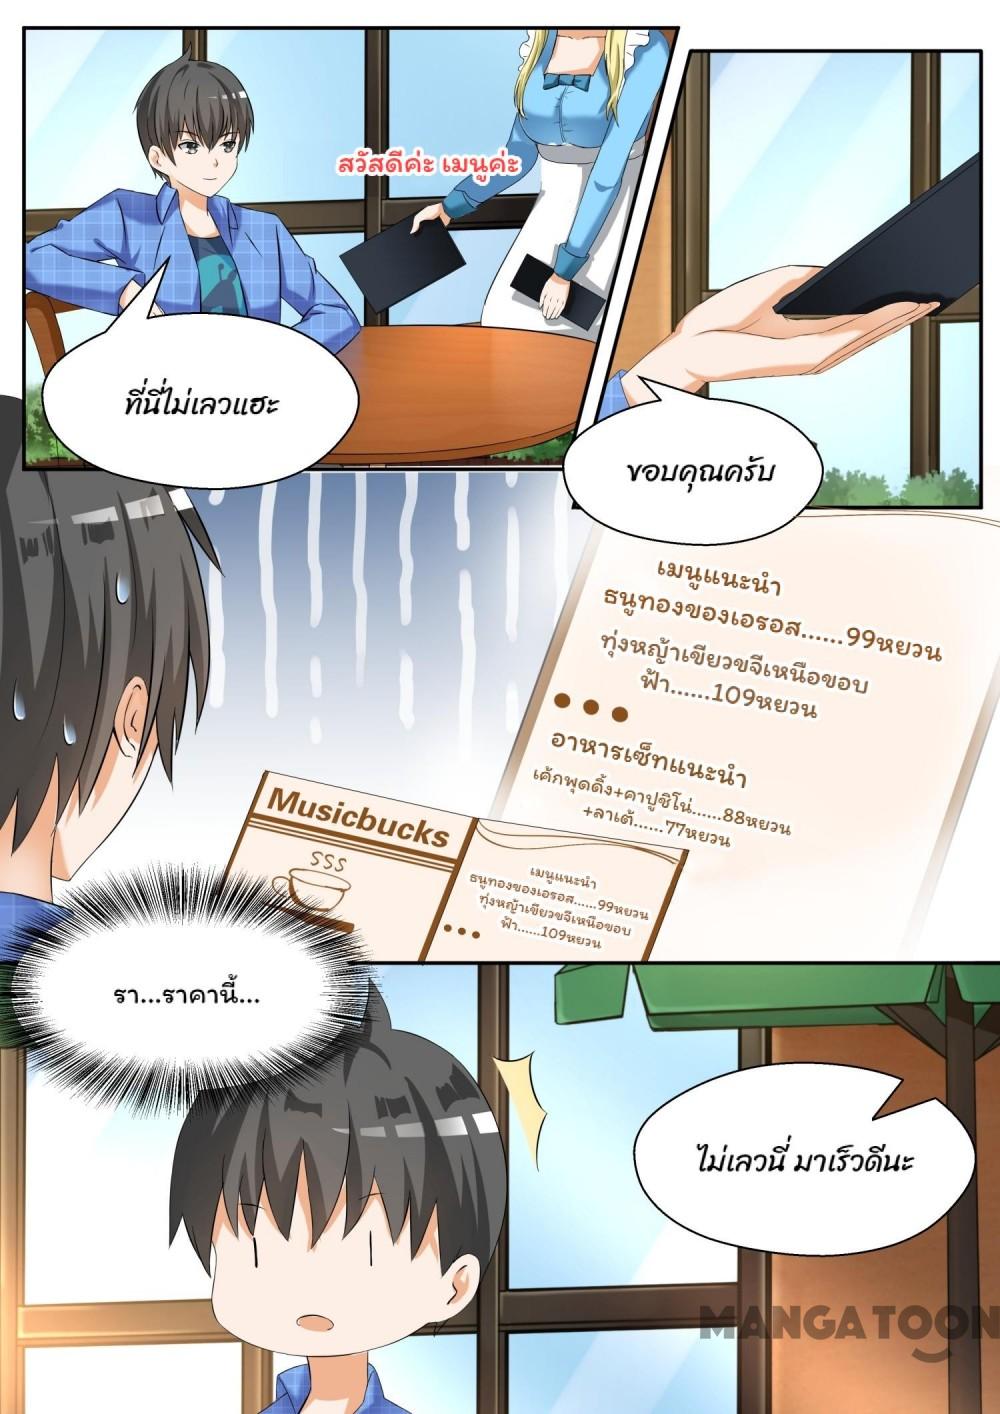 สวัสดีค่ะ เมนูค่ะ
ที่นี่ไม่เลวแฮะ
ขอบคุณครับ
เมนูแนะนำ
ธนูทองของเอรอส......99หยวน
ทุ่งหญ้าเขียวขจีเหนือขอบ
ฟ้า......109หยวน
อาหารเซ็ทแนะนำ
เค้กพุดดิ้ง+คาปูชิโน่......88หยวน
+ลาเต้......77หยวน
Musicbucks
SSS
เมนูแนะนำ
ธนูทองของเอรอส......99หยวน
ทุ่งหญ้าเขียวขจีเหนือขอบ
ฟ้า......109หยวน
รา...ราคานี้...
ไม่เลวนี่ มาเร็วดีนะ
MANGATOON